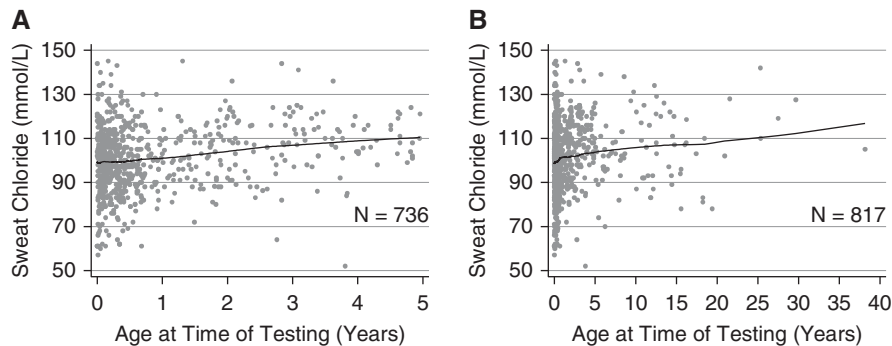 A
Sweat Chloride (mmol/L)
150
130
110
90
70
50
N = 736
0 1 2 3 4 5
Age at Time of Testing (Years)
B
Sweat Chloride (mmol/L)
150
130
110
90
70
50
N = 817
0 5 10 15 20 25 30 35 40
Age at Time of Testing (Years)